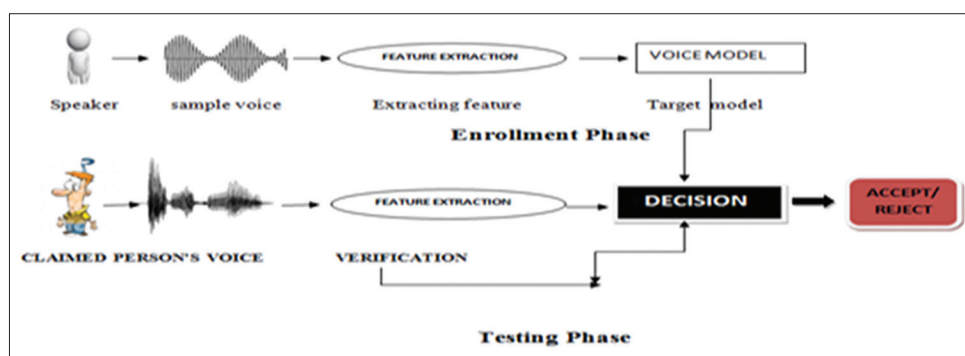 FEATURE EXTRACTION
VOICE MODEL
Speaker
sample voice
Extracting feature
Target model
Enrollment Phase
FEATURE EXTRACTION
DECISION
ACCEPT/
REJECT
CLAIMED PERSON'S VOICE
VERIFICATION
Testing Phase